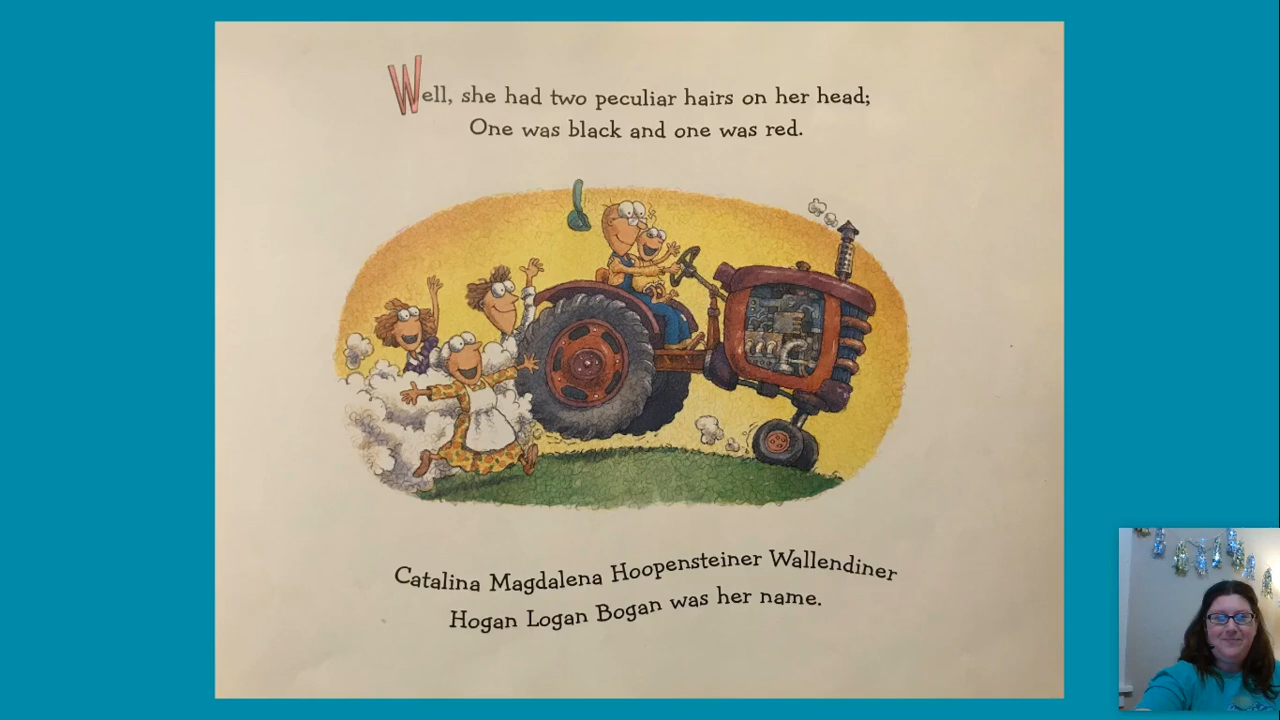 Well, she had two peculiar hairs on her head;
One was black and one was red.
Catalina Magdalena Hoopensteiner Wallendiner
Hogan Logan Bogan was her name.